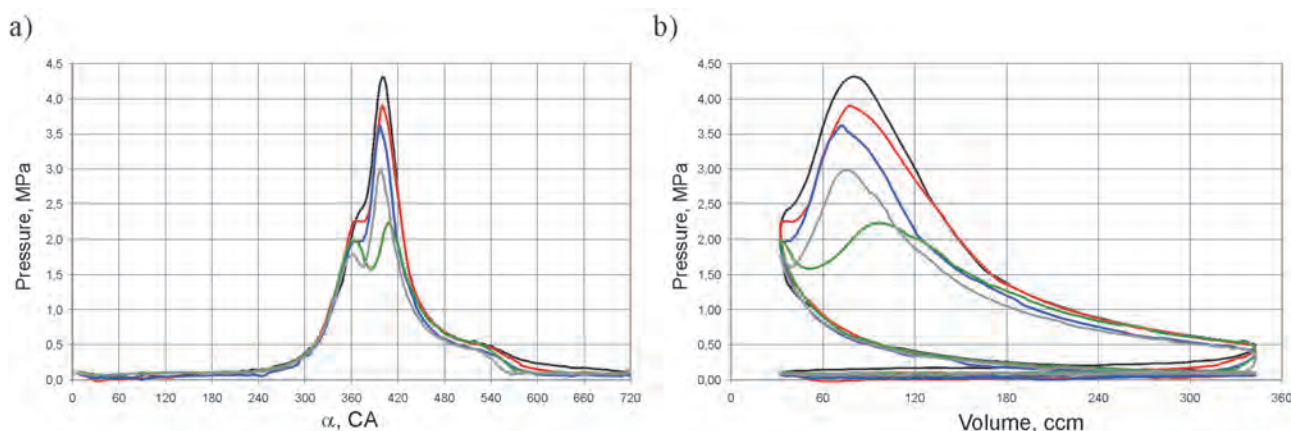 a)
b)
Pressure, MPa
4,5
4,0
3,5
3,0
2,5
2,0
1,5
1,0
0,5
0,0
0 60 120 180 240 300 360 420 480 540 600 660 720
α, CA
Pressure, MPa
4,50
4,00
3,50
3,00
2,50
2,00
1,50
1,00
0,50
0,00
0 60 120 180 240 300 360
Volume, ccm